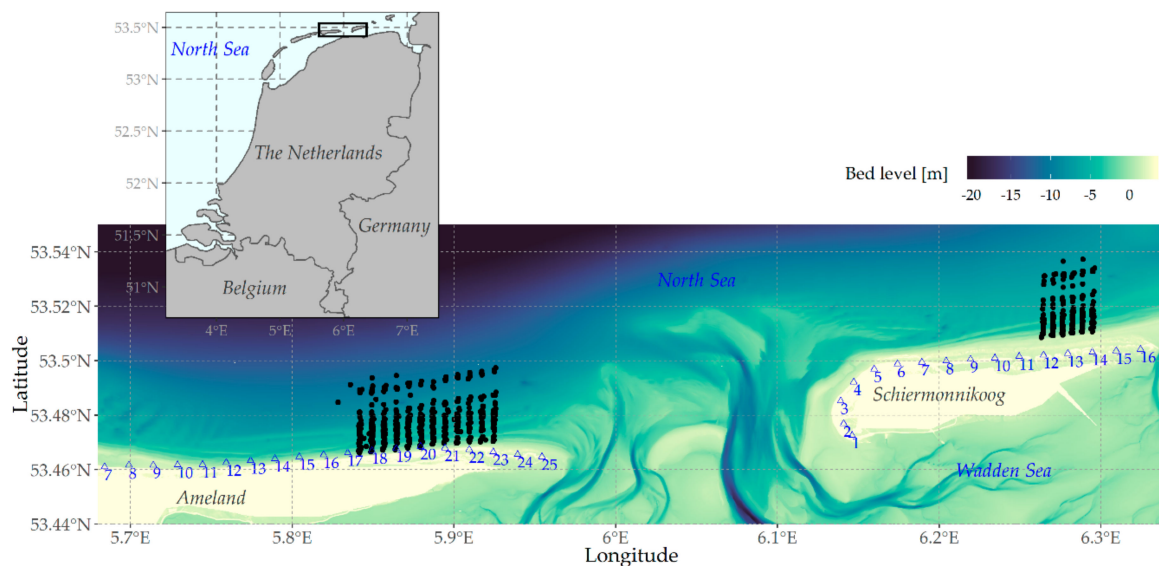 53.5°N
North Sea
53°N
52.5°N
The Netherlands
52°N
Germany
51.5°N
51°N
Belgium
4°E 5°E 6°E 7°E
Bed level [m]
-20 -15 -10 -5 0
53.54°N
53.52°N
53.5°N
53.48°N
53.46°N
53.44°N
Latitude
North Sea
1 2 3 4 5 6 7 8 9 10 11 12 13 14 15 16
Schiermonnikoog
Wadden Sea
7 8 9 10 11 12 13 14 15 16 17 18 19 20 21 22 23 24 25
Ameland
5.7°E 5.8°E 5.9°E 6°E 6.1°E 6.2°E 6.3°E
Longitude